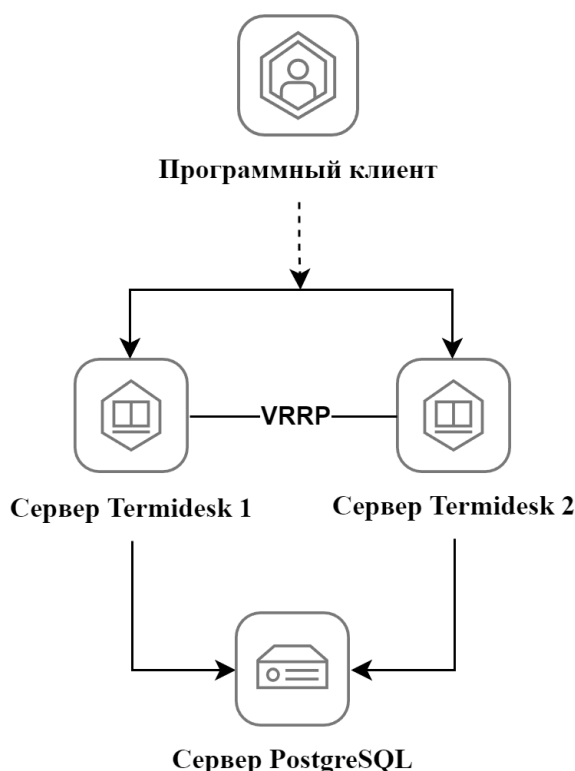 Программный клиент
VRRP
Сервер Termidesk 1
Сервер Termidesk 2
Сервер PostgreSQL